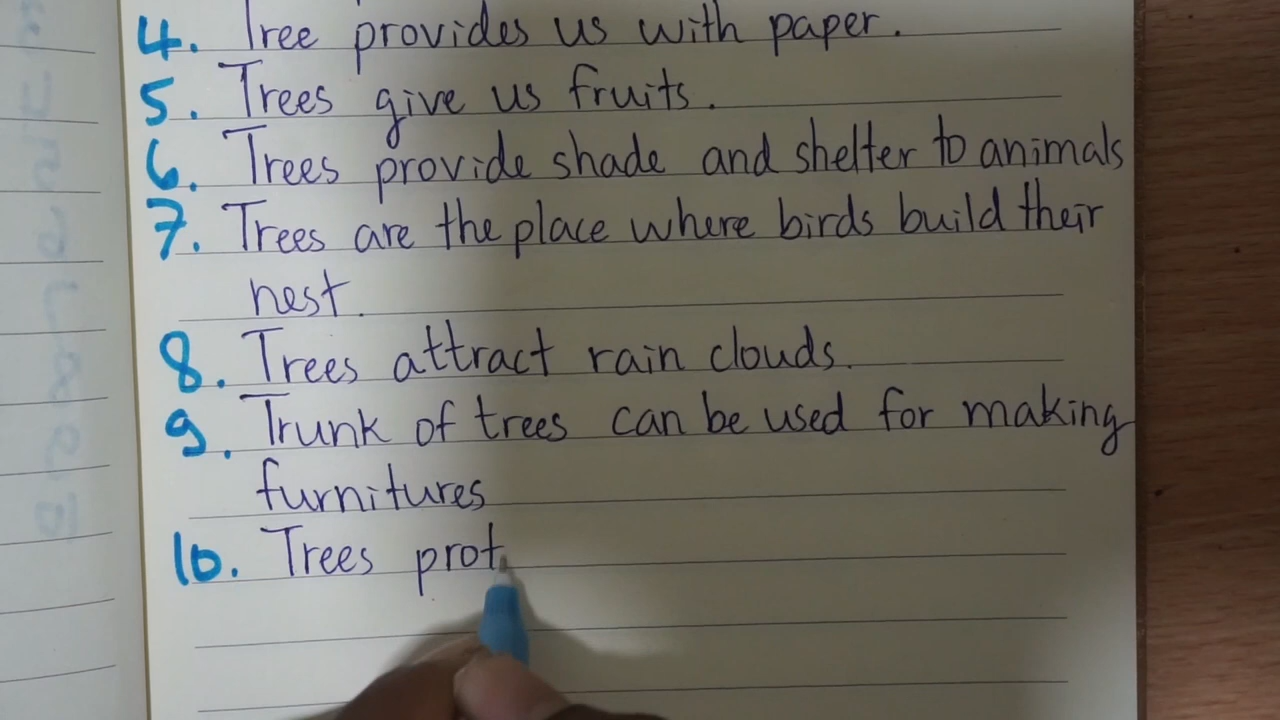 4. Tree provides us with paper.
5. Trees give us fruits.
6. Trees provide shade and shelter to animals
7. Trees are the place where birds build their
nest.
8. Trees attract rain clouds.
9. Trunk of trees can be used for making
furnitures
10. Trees prot